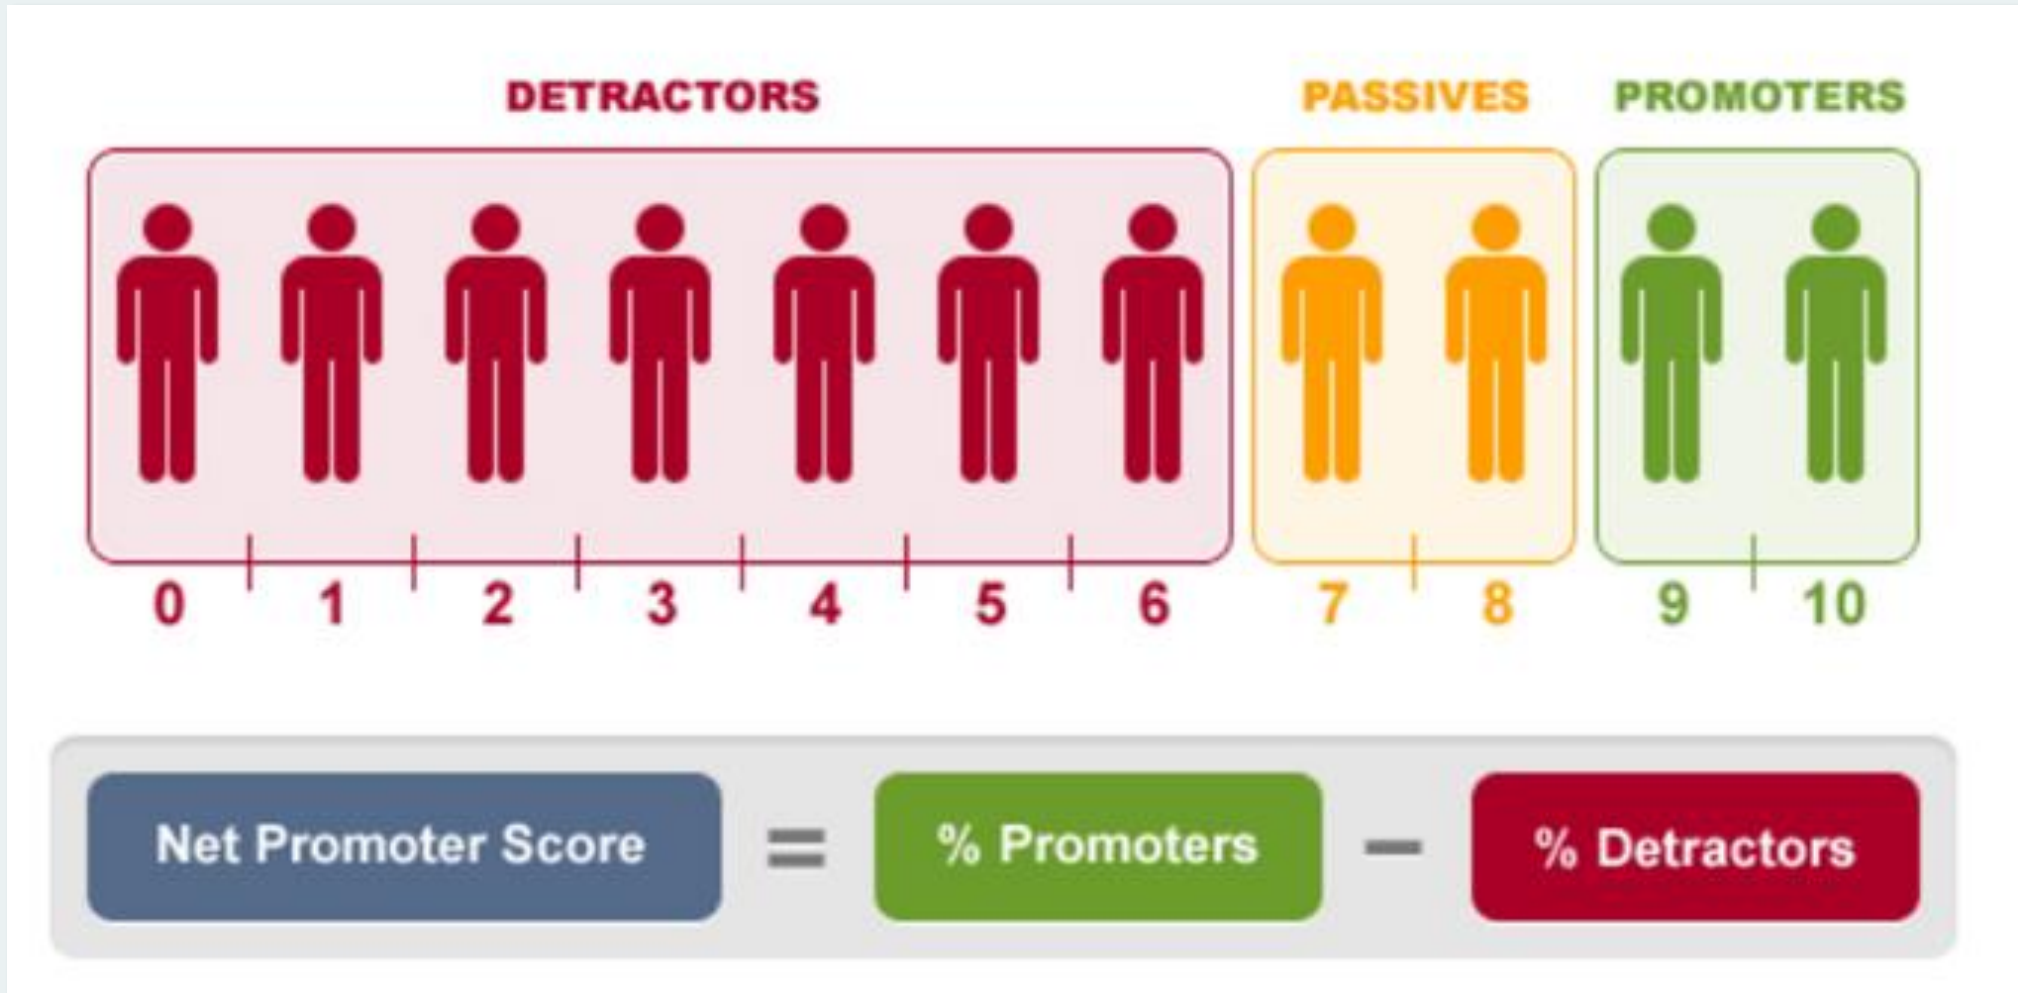 DETRACTORS PASSIVES PROMOTERS
0 1 2 3 4 5 6 7 8 9 10
Net Promoter Score = % Promoters − % Detractors